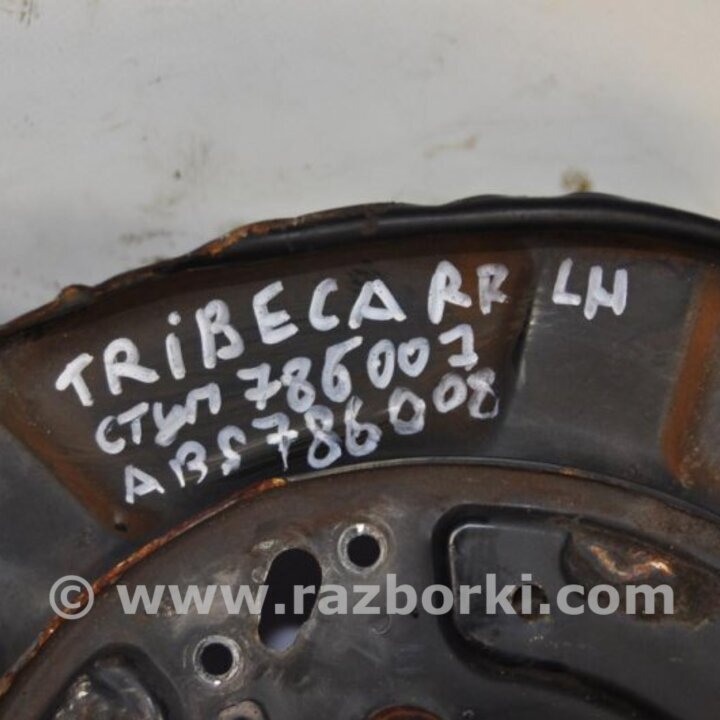 TRIBECA RR LH
СТУП 786007
ABS 786008
© www.razborki.com